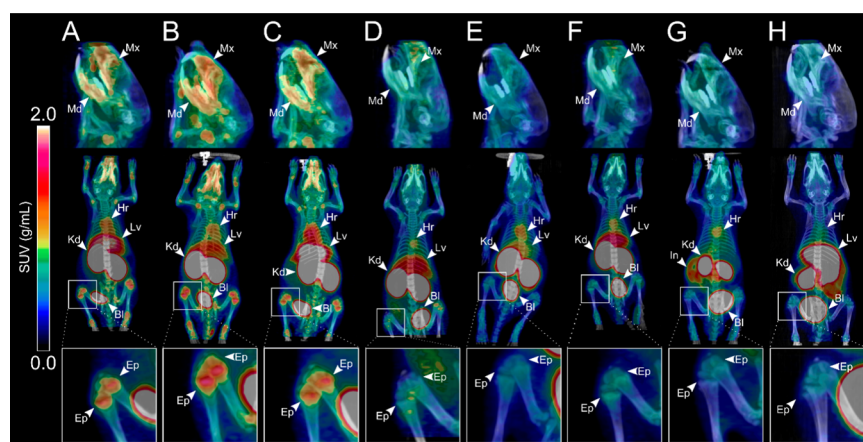 A B C D E F G H
Mx Mx Mx Mx Mx Mx Mx Mx
Md Md Md Md Md Md Md Md
2.0
SUV (g/mL)
0.0
Hr Hr Hr Hr Hr Hr Hr Hr
Lv Lv Lv Lv Lv Lv Lv Lv
Kd Kd Kd Kd Kd Kd Kd Kd
In
Bl Bl Bl Bl Bl Bl Bl Bl
Ep Ep Ep Ep Ep Ep Ep Ep
Ep Ep Ep Ep Ep Ep Ep